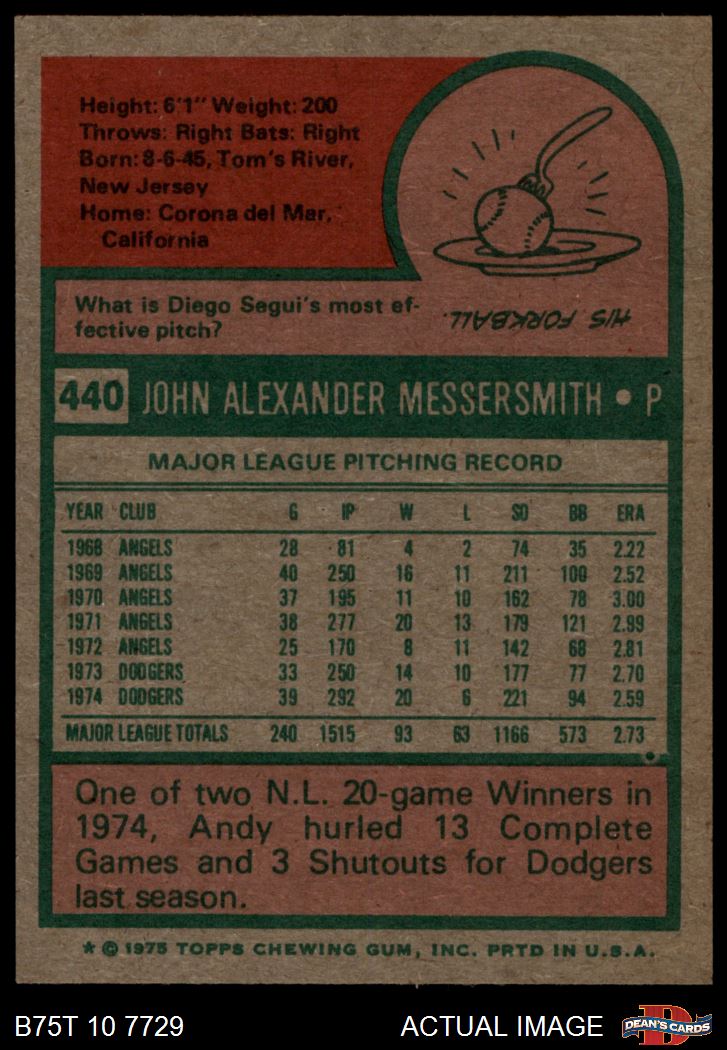 Height: 6'1" Weight: 200
Throws: Right Bats: Right
Born: 8-6-45, Tom's River,
New Jersey
Home: Corona del Mar,
California
What is Diego Segui's most ef-
fective pitch?
HIS FORKBALL.
440 JOHN ALEXANDER MESSERSMITH • P
MAJOR LEAGUE PITCHING RECORD
YEAR CLUB G IP W L SO BB ERA
1968 ANGELS 28 81 4 2 74 35 2.22
1969 ANGELS 40 250 16 11 211 100 2.52
1970 ANGELS 37 195 11 10 162 78 3.00
1971 ANGELS 38 277 20 13 179 121 2.99
1972 ANGELS 25 170 8 11 142 68 2.81
1973 DODGERS 33 250 14 10 177 77 2.70
1974 DODGERS 39 292 20 6 221 94 2.59
MAJOR LEAGUE TOTALS 240 1515 93 63 1166 573 2.73
One of two N.L. 20-game Winners in
1974, Andy hurled 13 Complete
Games and 3 Shutouts for Dodgers
last season.
* © 1975 TOPPS CHEWING GUM, INC. PRTD IN U.S.A.
B75T 10 7729 ACTUAL IMAGE
D
DEAN'S CARDS